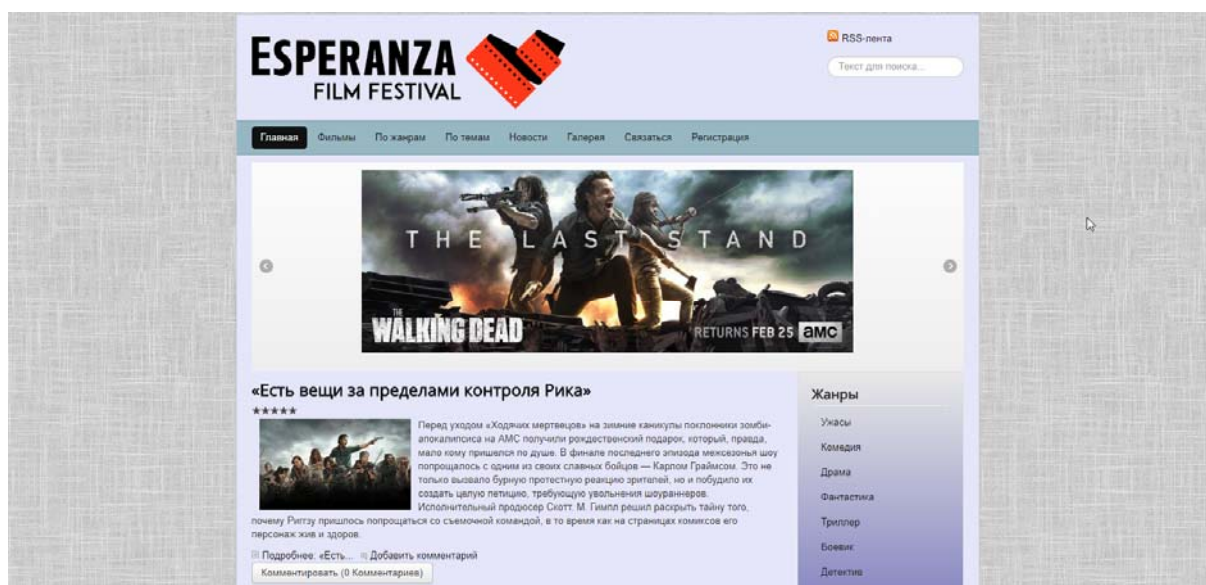 ESPERANZA
FILM FESTIVAL
RSS-лента
Текст для поиска...
Главная Фильмы По жанрам По темам Новости Галерея Связаться Регистрация
THE LAST STAND
THE
WALKING DEAD
RETURNS FEB 25 aMC
«Есть вещи за пределами контроля Рика»
Перед уходом «Ходячих мертвецов» на зимние каникулы поклонники зомби-
апокалипсиса на AMC получили рождественский подарок, который, правда,
мало кому пришелся по душе. В финале последнего эпизода межсезонья шоу
попрощалось с одним из своих славных бойцов — Карлом Граймсом. Это не
только вызвало бурную протестную реакцию зрителей, но и побудило их
создать целую петицию, требующую увольнения шоураннеров.
Исполнительный продюсер Скотт. М. Гимпл решил раскрыть тайну того,
почему Риггзу пришлось попрощаться со съемочной командой, в то время как на страницах комиксов его
персонаж жив и здоров.
Подробнее: «Есть... Добавить комментарий
Комментировать (0 Комментариев)
Жанры
Ужасы
Комедия
Драма
Фантастика
Триллер
Боевик
Детектив